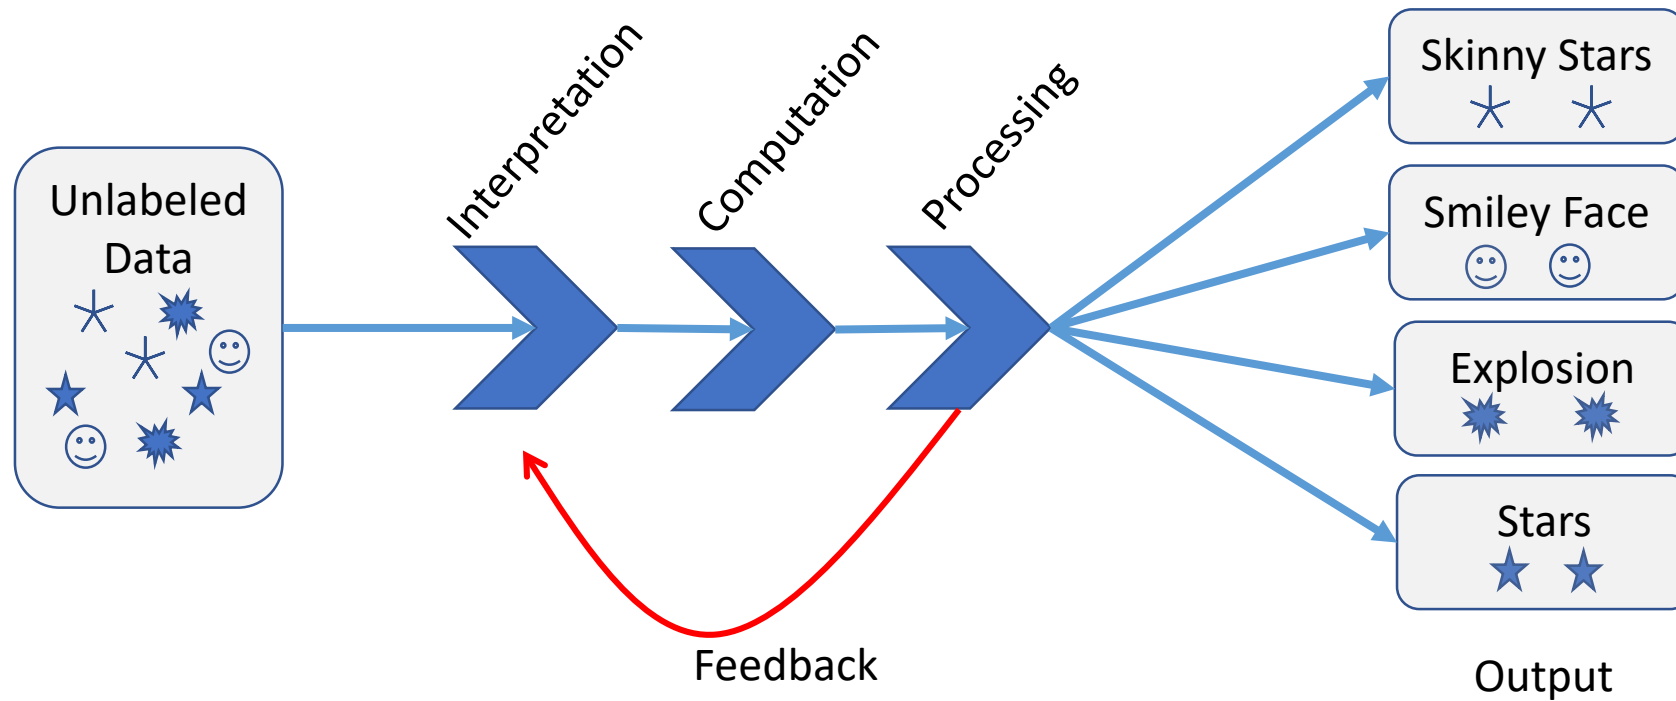 Unlabeled
Data
Interpretation
Computation
Processing
Feedback
Skinny Stars
Smiley Face
Explosion
Stars
Output